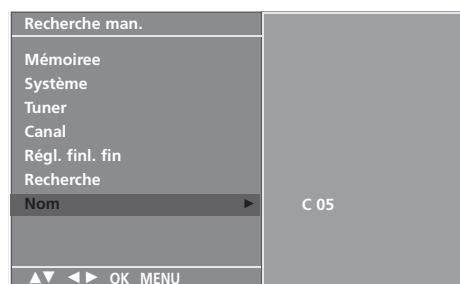 Recherche man.
Mémoiree
Système
Tuner
Canal
Régl. finl. fin
Recherche
Nom ► C 05
▲▼ ◄► OK MENU